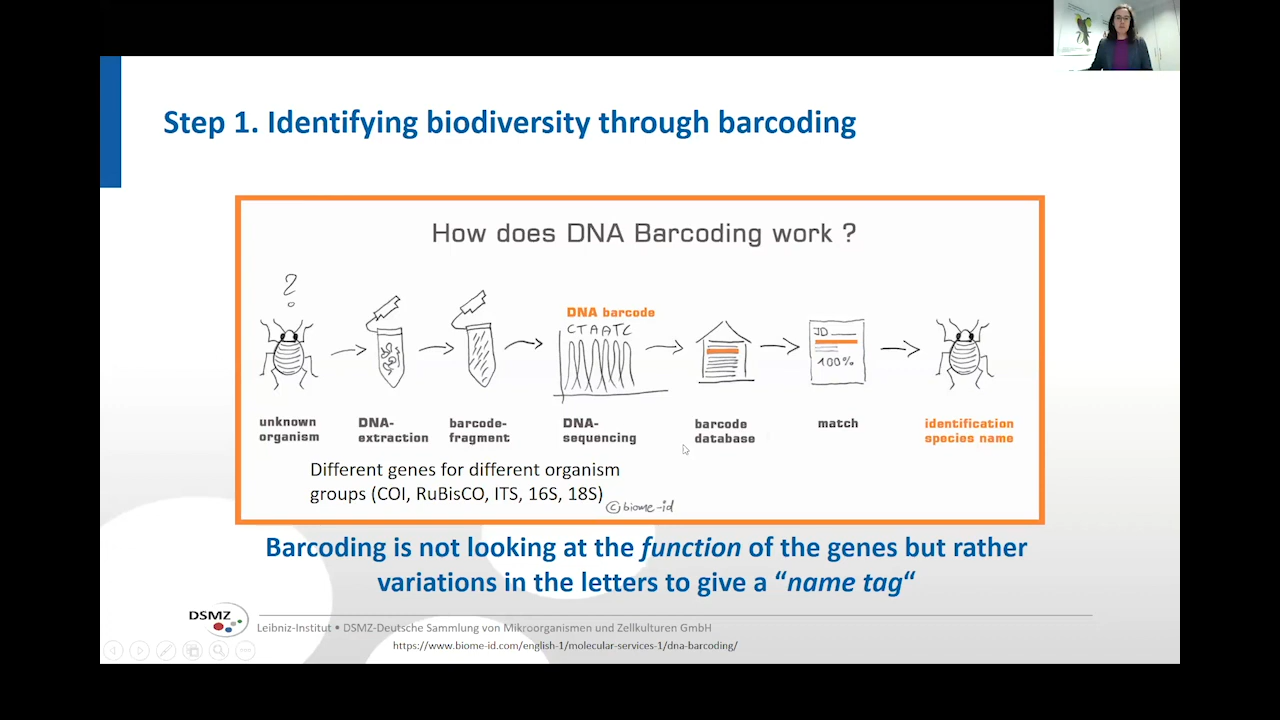 Step 1. Identifying biodiversity through barcoding
How does DNA Barcoding work ?
?
DNA barcode
CTAATC
ID
100%
unknown
organism
DNA-
extraction
barcode-
fragment
DNA-
sequencing
barcode
database
match
identification
species name
Different genes for different organism
groups (COI, RuBisCO, ITS, 16S, 18S)
©biome-id
Barcoding is not looking at the function of the genes but rather
variations in the letters to give a “name tag“
DSMZ
Leibniz-Institut • DSMZ-Deutsche Sammlung von Mikroorganismen und Zellkulturen GmbH
https://www.biome-id.com/english-1/molecular-services-1/dna-barcoding/